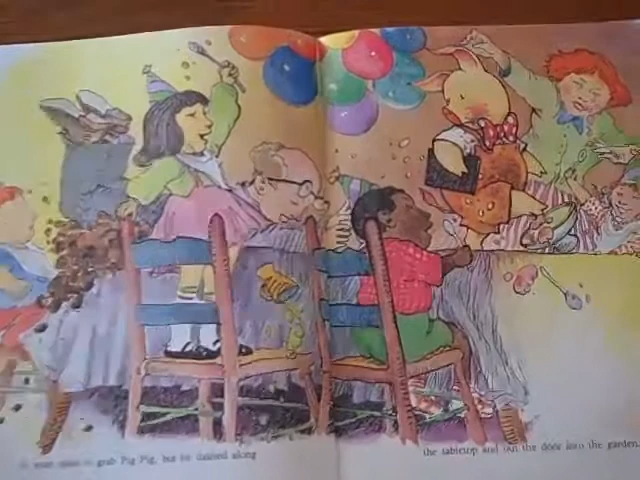 to grab Pig Pig, but he dashed along
the tabletop and out the door into the garden.